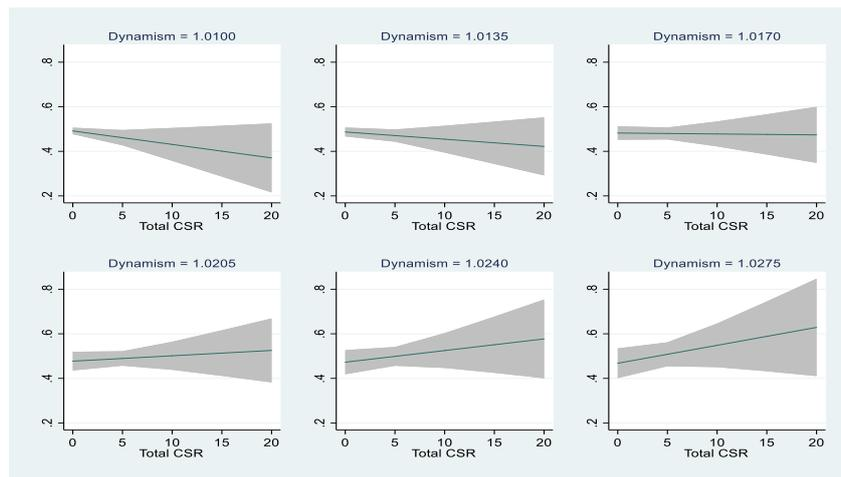 Dynamism = 1.0100
.8
.6
.4
.2
0 5 10 15 20
Total CSR
Dynamism = 1.0135
.8
.6
.4
.2
0 5 10 15 20
Total CSR
Dynamism = 1.0170
.8
.6
.4
.2
0 5 10 15 20
Total CSR
Dynamism = 1.0205
.8
.6
.4
.2
0 5 10 15 20
Total CSR
Dynamism = 1.0240
.8
.6
.4
.2
0 5 10 15 20
Total CSR
Dynamism = 1.0275
.8
.6
.4
.2
0 5 10 15 20
Total CSR